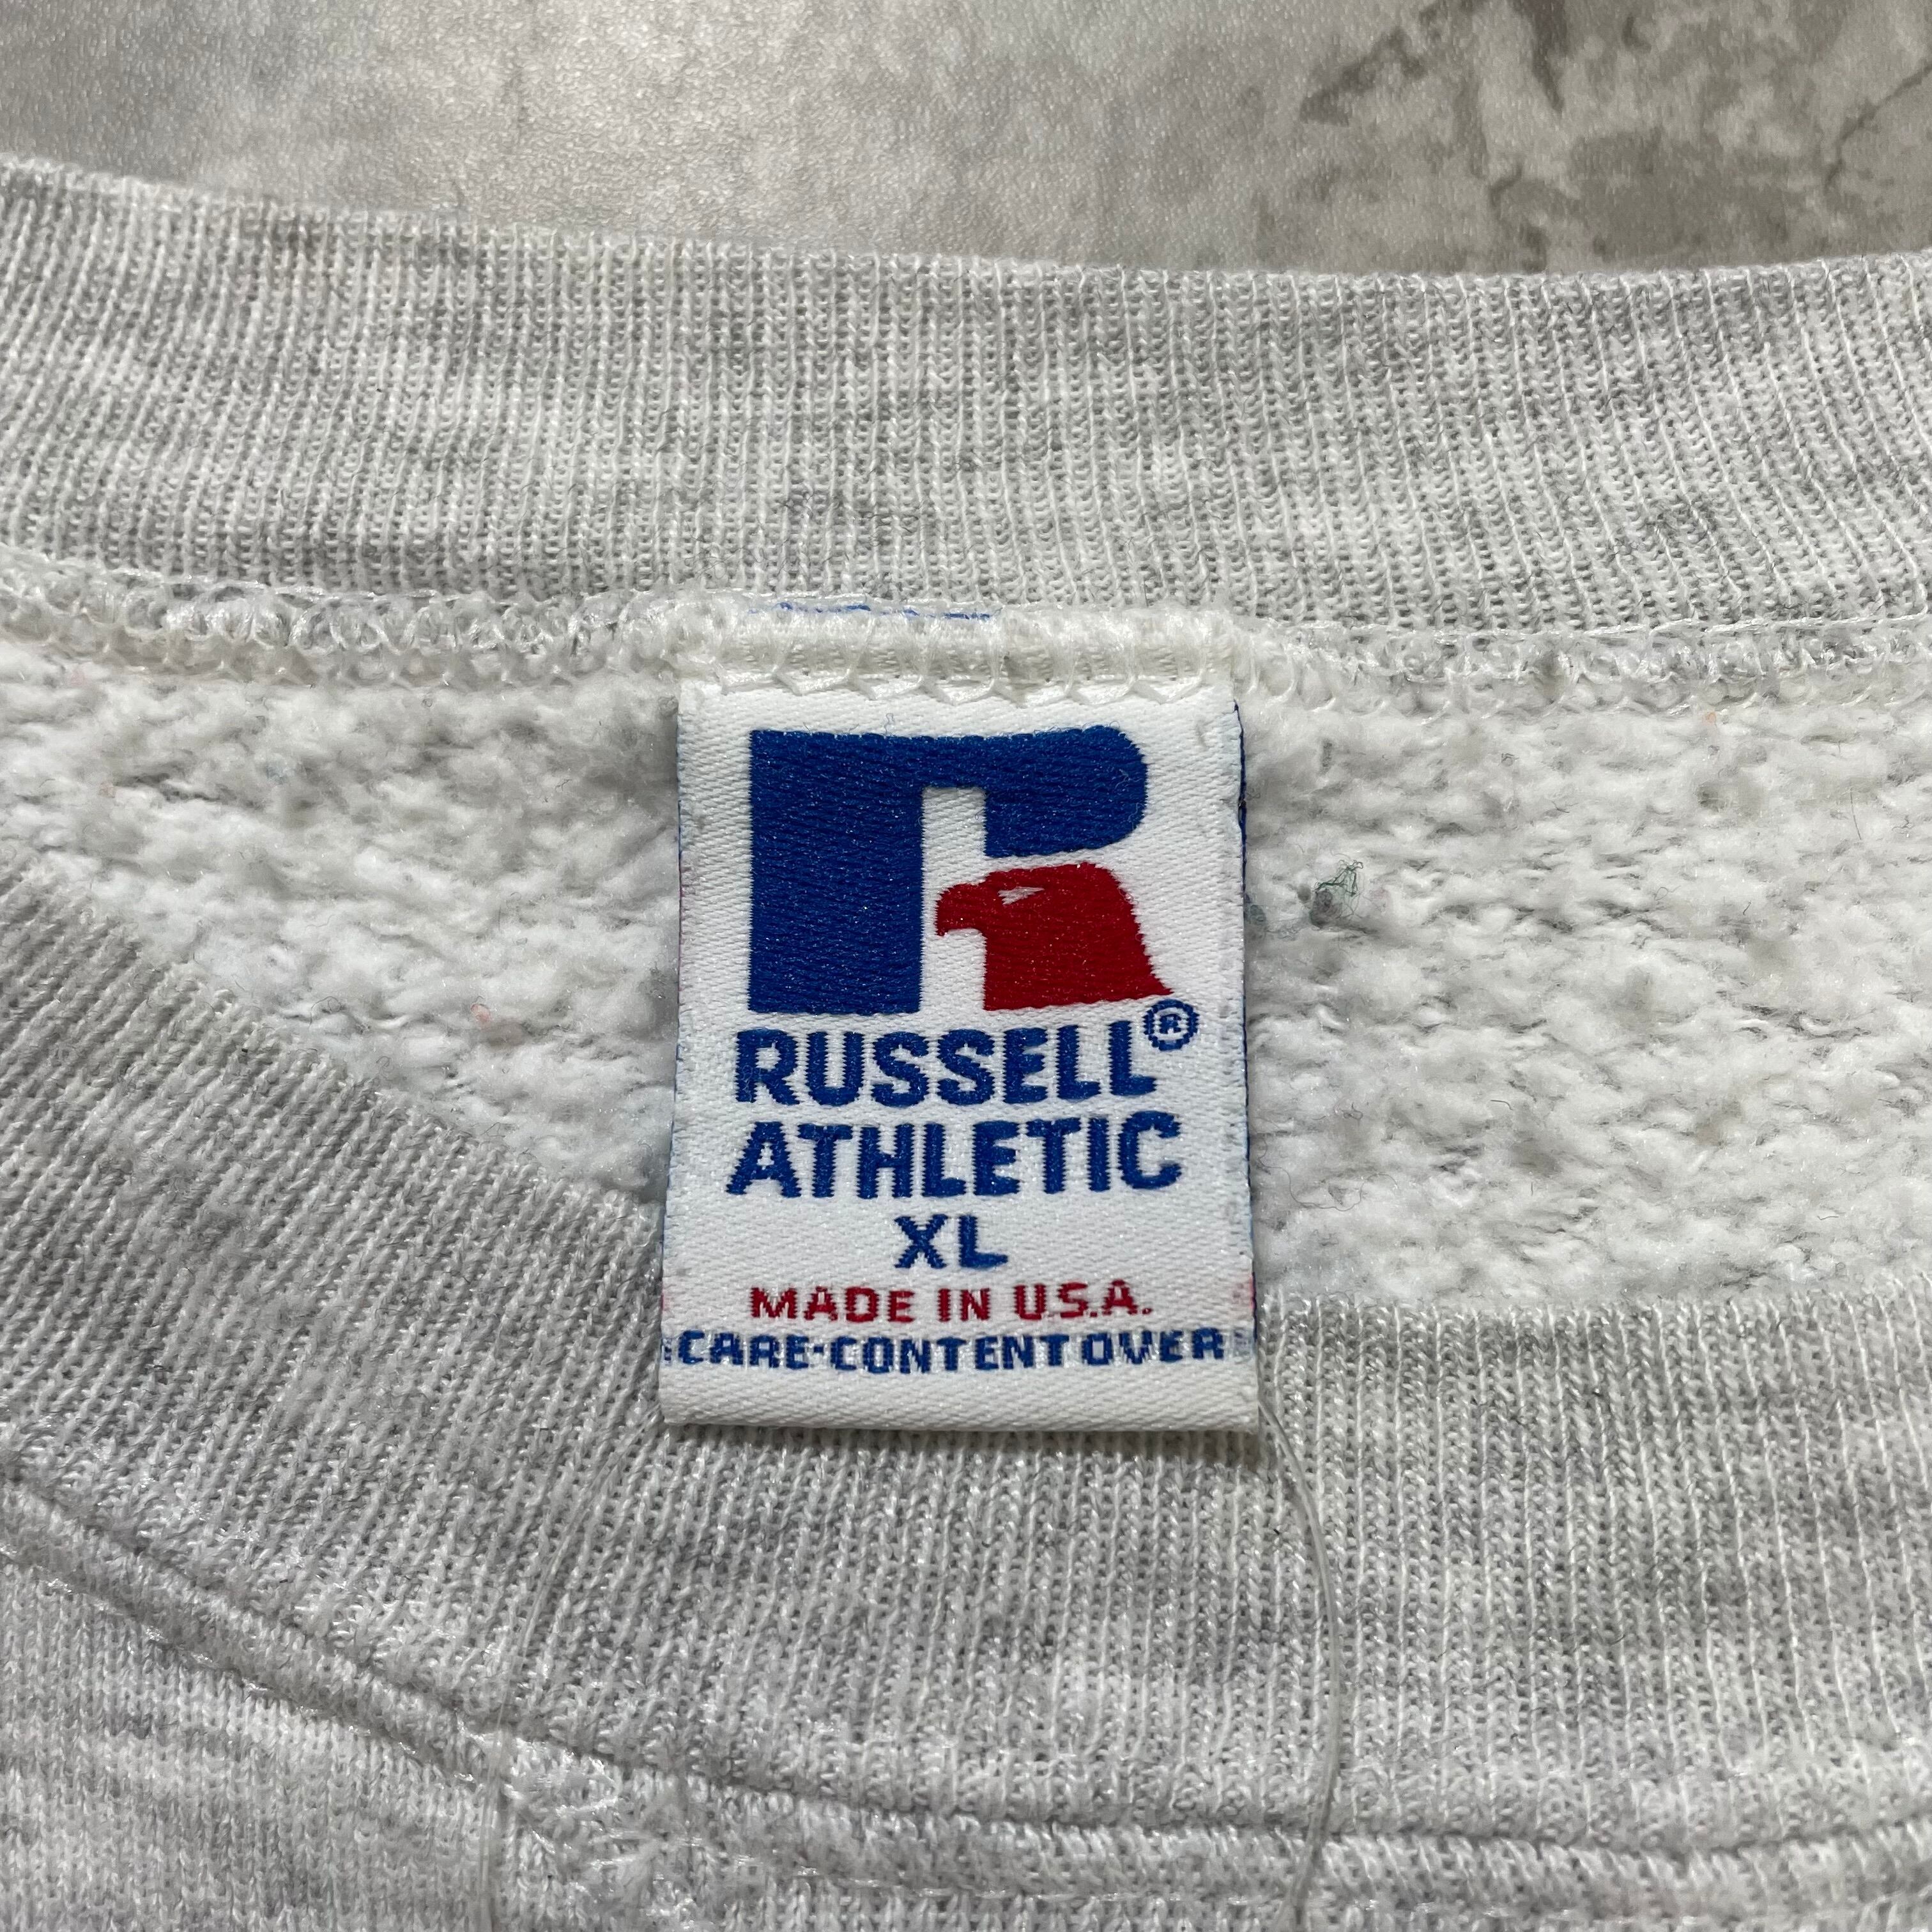 RUSSELL®
ATHLETIC
XL
MADE IN U.S.A.
CARE·CONTENT OVER